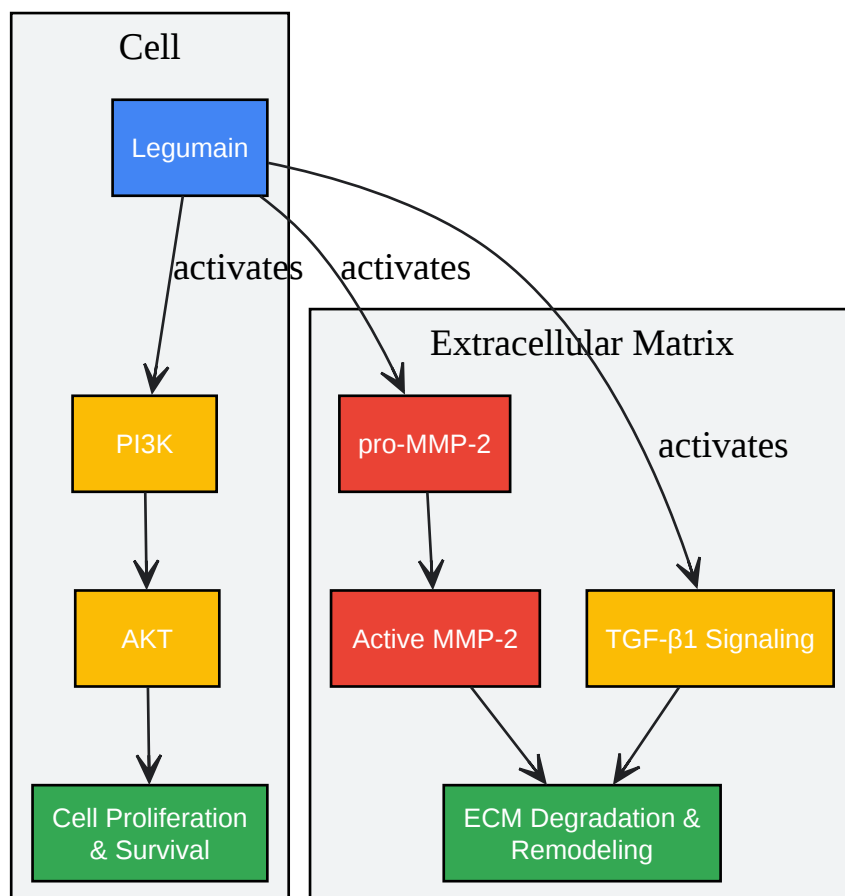 Cell
Legumain
activates
activates
Extracellular Matrix
PI3K
pro-MMP-2
activates
AKT
Active MMP-2
TGF-β1 Signaling
Cell Proliferation
& Survival
ECM Degradation &
Remodeling